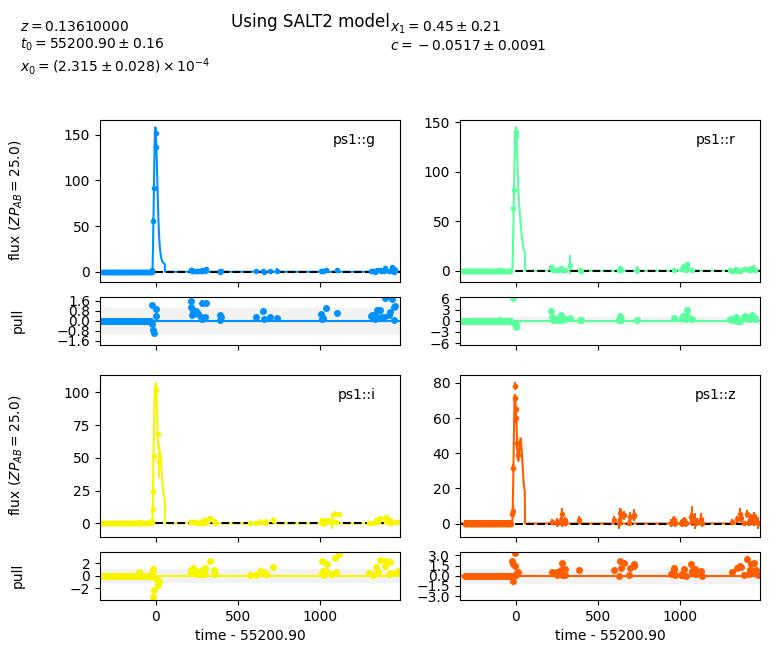 Using SALT2 model
z = 0.13610000
t₀ = 55200.90 ± 0.16
x₀ = (2.315 ± 0.028) × 10⁻⁴
x₁ = 0.45 ± 0.21
c = −0.0517 ± 0.0091
flux (ZP_AB = 25.0)
150
100
50
0
ps1::g
150
100
50
0
ps1::r
pull
1.6
0.8
0.0
−0.8
−1.6
6
3
0
−3
−6
flux (ZP_AB = 25.0)
100
75
50
25
0
ps1::i
80
60
40
20
0
ps1::z
pull
2
0
−2
3.0
1.5
0.0
−1.5
−3.0
0 500 1000
0 500 1000
time - 55200.90
time - 55200.90